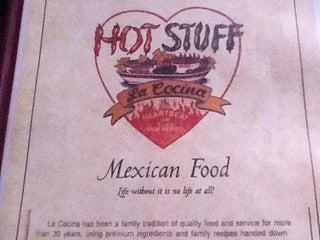 HOT STUFF
La Cocina
HEARTBEAT
Mexican Food
Life without it is no life at all!
La Cocina has been a family tradition of quality food and service for more
than 30 years, using premium ingredients and family recipes handed down